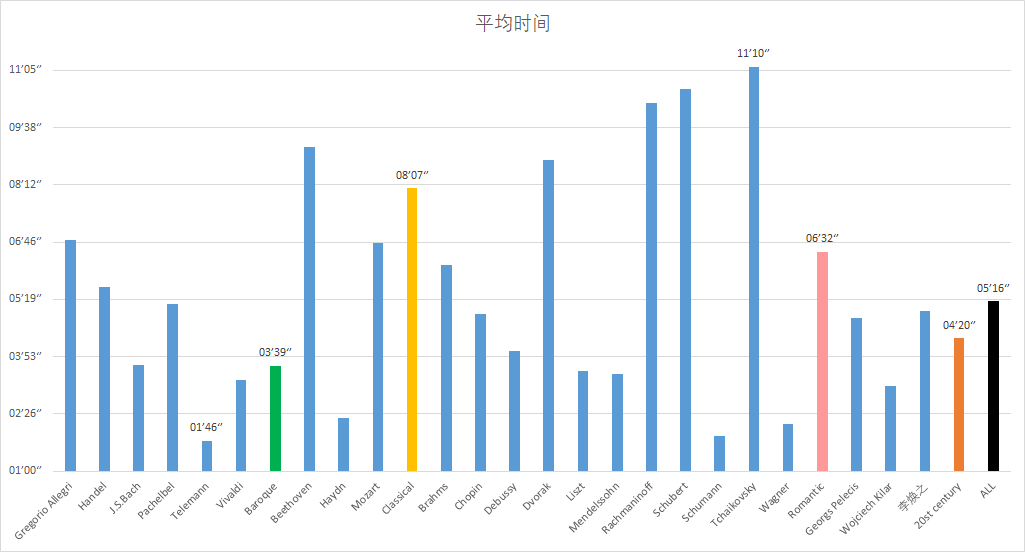 平均时间
11′10″
11′05″
09′38″
08′12″
08′07″
06′46″
06′32″
05′19″
05′16″
04′20″
03′53″
03′39″
02′26″
01′46″
01′00″
Gregorio Allegri
Handel
J.S.Bach
Pachelbel
Telemann
Vivaldi
Baroque
Beethoven
Haydn
Mozart
Classical
Brahms
Chopin
Debussy
Dvorak
Liszt
Mendelssohn
Rachmaninoff
Schubert
Schumann
Tchaikovsky
Wagner
Romantic
Georgs Pelecis
Wojciech Kilar
李焕之
20st century
ALL